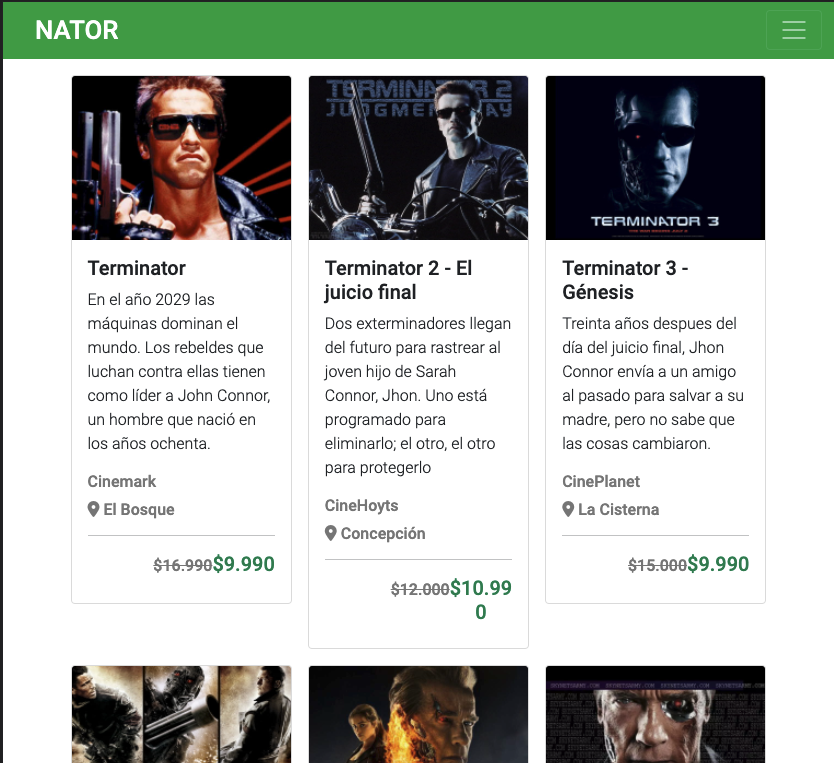 NATOR
TERMINATOR 2
JUDGMENT DAY
TERMINATOR 3
Terminator
En el año 2029 las
máquinas dominan el
mundo. Los rebeldes que
luchan contra ellas tienen
como líder a John Connor,
un hombre que nació en
los años ochenta.
Cinemark
El Bosque
$16.990$9.990
Terminator 2 - El
juicio final
Dos exterminadores llegan
del futuro para rastrear al
joven hijo de Sarah
Connor, Jhon. Uno está
programado para
eliminarlo; el otro, el otro
para protegerlo
CineHoyts
Concepción
$12.000$10.99
0
Terminator 3 -
Génesis
Treinta años despues del
día del juicio final, Jhon
Connor envía a un amigo
al pasado para salvar a su
madre, pero no sabe que
las cosas cambiaron.
CinePlanet
La Cisterna
$15.000$9.990